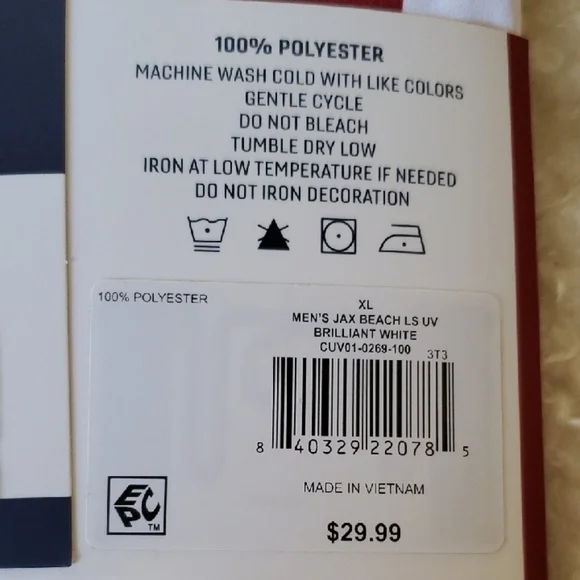 100% POLYESTER
MACHINE WASH COLD WITH LIKE COLORS
GENTLE CYCLE
DO NOT BLEACH
TUMBLE DRY LOW
IRON AT LOW TEMPERATURE IF NEEDED
DO NOT IRON DECORATION
100% POLYESTER
XL
MEN'S JAX BEACH LS UV
BRILLIANT WHITE
CUV01-0269-100 3T3
8 40329 22078 5
MADE IN VIETNAM
EPC TM
$29.99